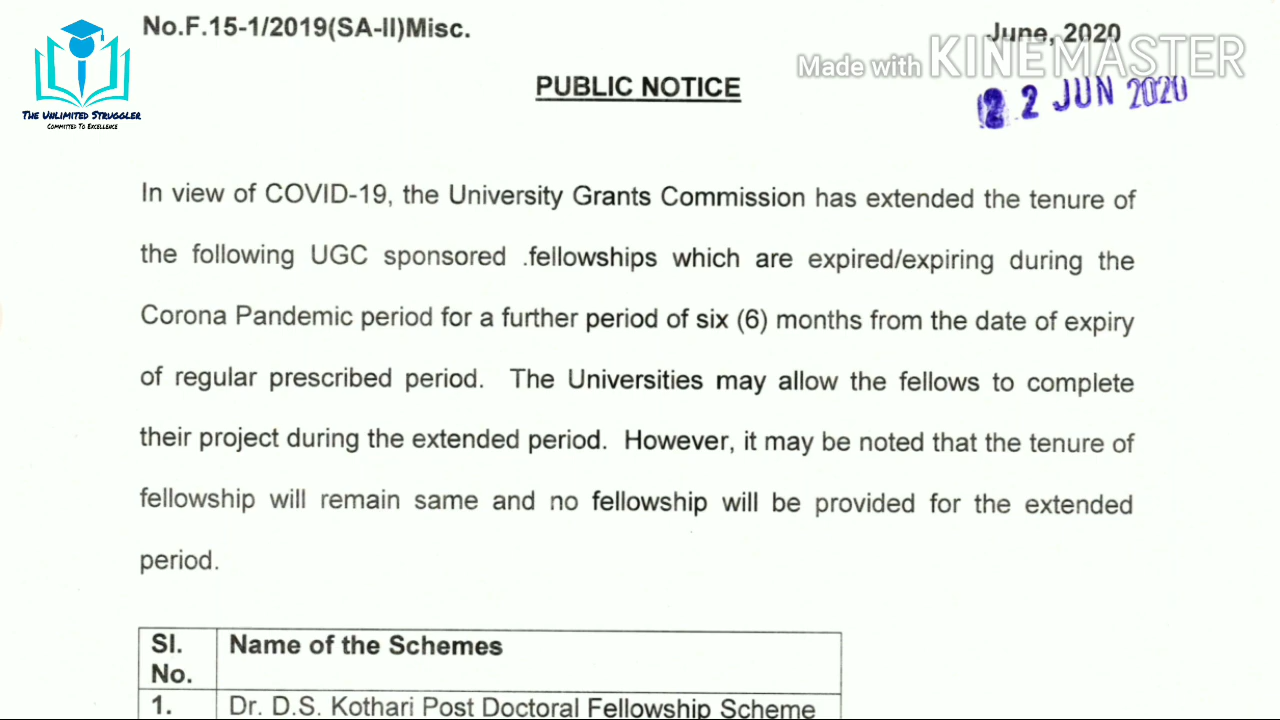 No.F.15-1/2019(SA-II)Misc.
June, 2020
Made with KINEMASTER
PUBLIC NOTICE
22 JUN 2020
THE UNLIMITED STRUGGLER
COMMITTED TO EXCELLENCE
In view of COVID-19, the University Grants Commission has extended the tenure of
the following UGC sponsored .fellowships which are expired/expiring during the
Corona Pandemic period for a further period of six (6) months from the date of expiry
of regular prescribed period. The Universities may allow the fellows to complete
their project during the extended period. However, it may be noted that the tenure of
fellowship will remain same and no fellowship will be provided for the extended
period.
Sl. No.
Name of the Schemes
1.
Dr. D.S. Kothari Post Doctoral Fellowship Scheme